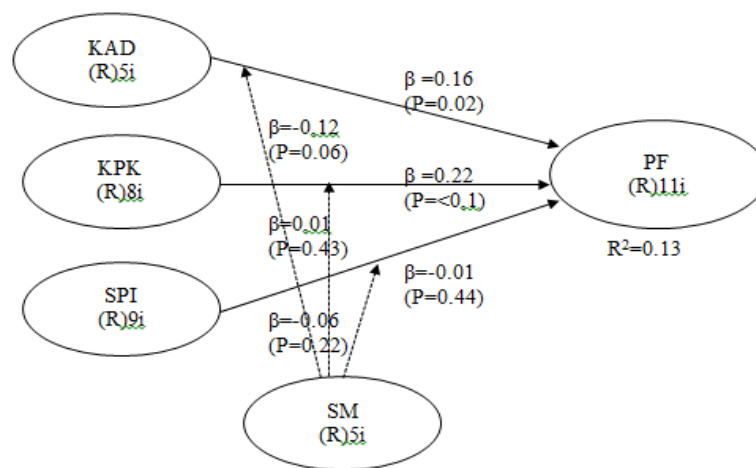 KAD
(R)5i
β =0.16
(P=0.02)
β=-0.12
(P=0.06)
KPK
(R)8i
β =0.22
(P=<0.1)
PF
(R)11i
R²=0.13
β=0.01
(P=0.43)
β=-0.01
(P=0.44)
SPI
(R)9i
β=-0.06
(P=0.22)
SM
(R)5i